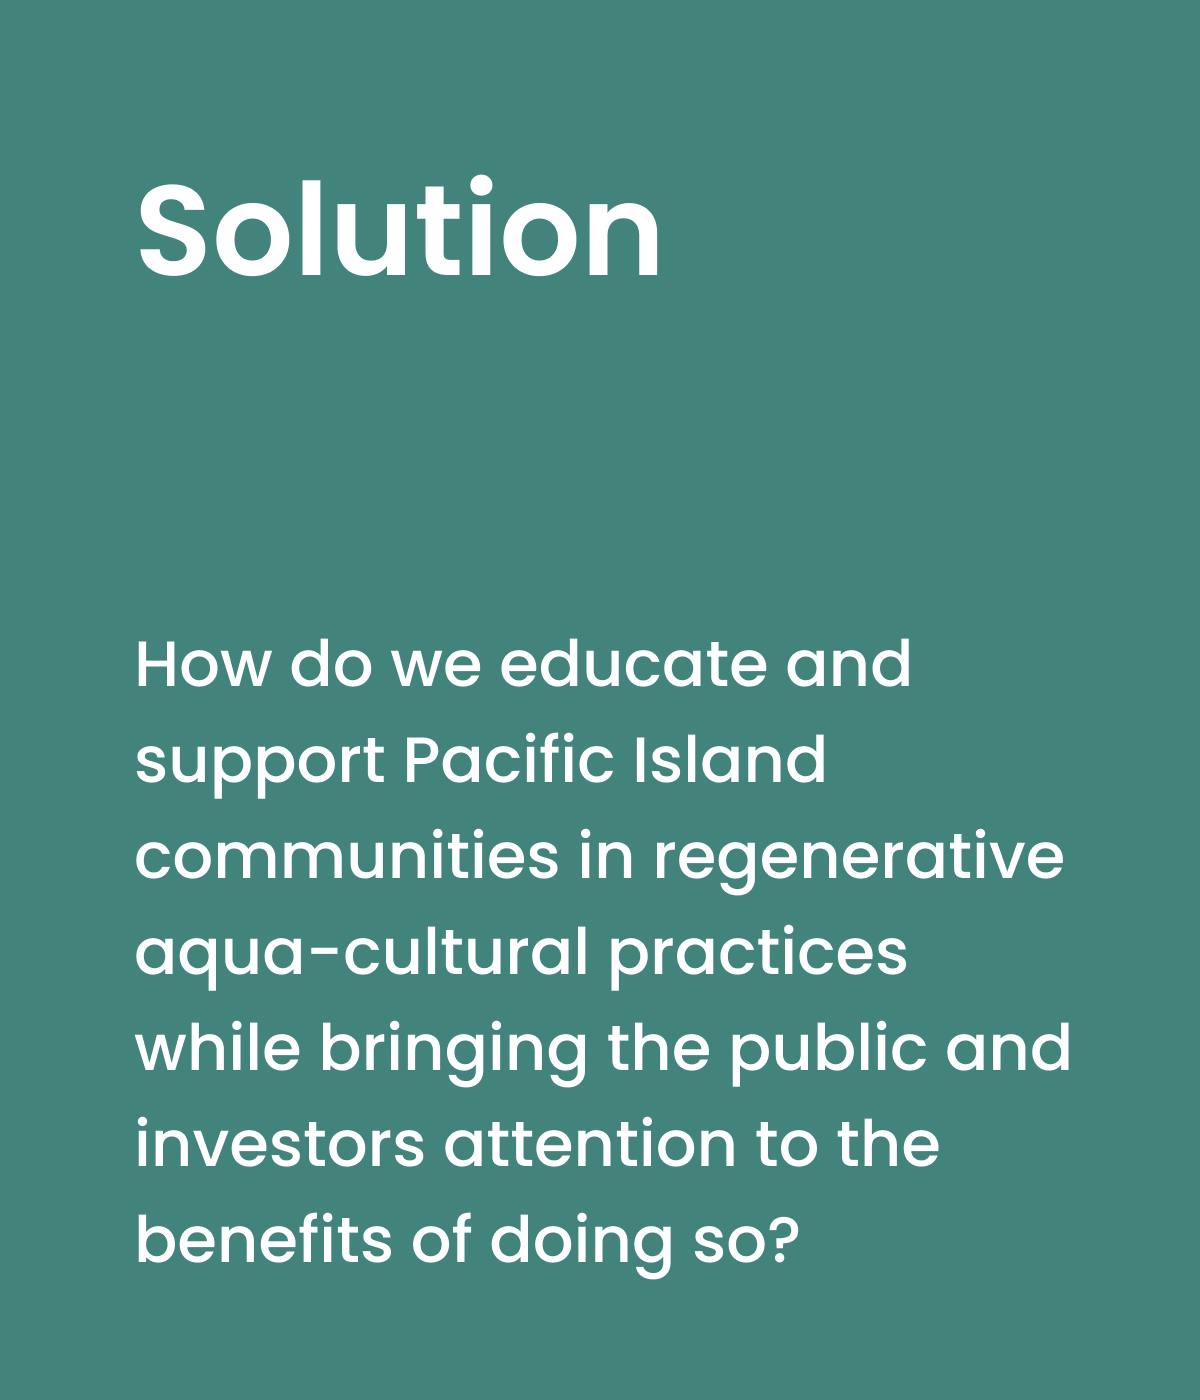 Solution
How do we educate and
support Pacific Island
communities in regenerative
aqua-cultural practices
while bringing the public and
investors attention to the
benefits of doing so?